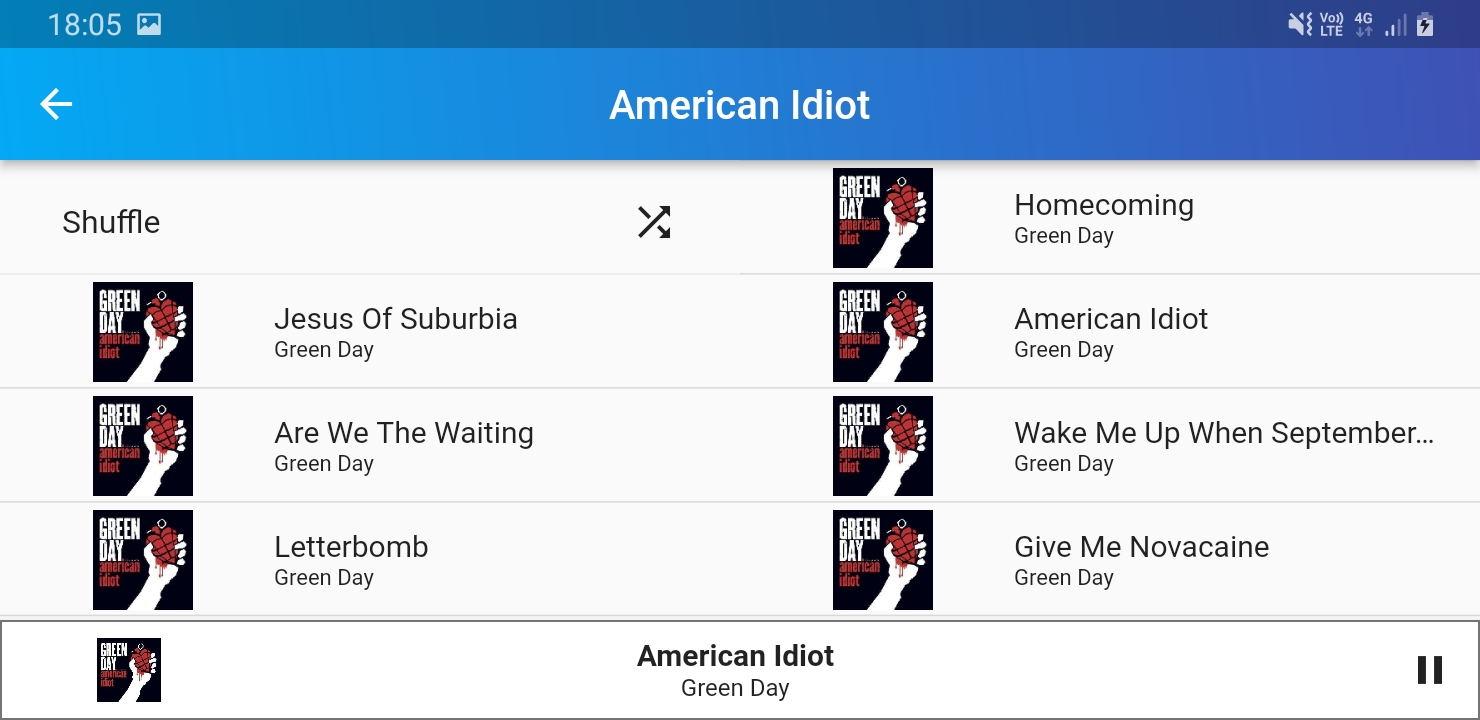 18:05
Vo)) LTE
4G
American Idiot
Shuffle
GREEN DAY american idiot
Homecoming
Green Day
GREEN DAY american idiot
Jesus Of Suburbia
Green Day
GREEN DAY american idiot
American Idiot
Green Day
GREEN DAY american idiot
Are We The Waiting
Green Day
GREEN DAY american idiot
Wake Me Up When September...
Green Day
GREEN DAY american idiot
Letterbomb
Green Day
GREEN DAY american idiot
Give Me Novacaine
Green Day
GREEN DAY american idiot
American Idiot
Green Day